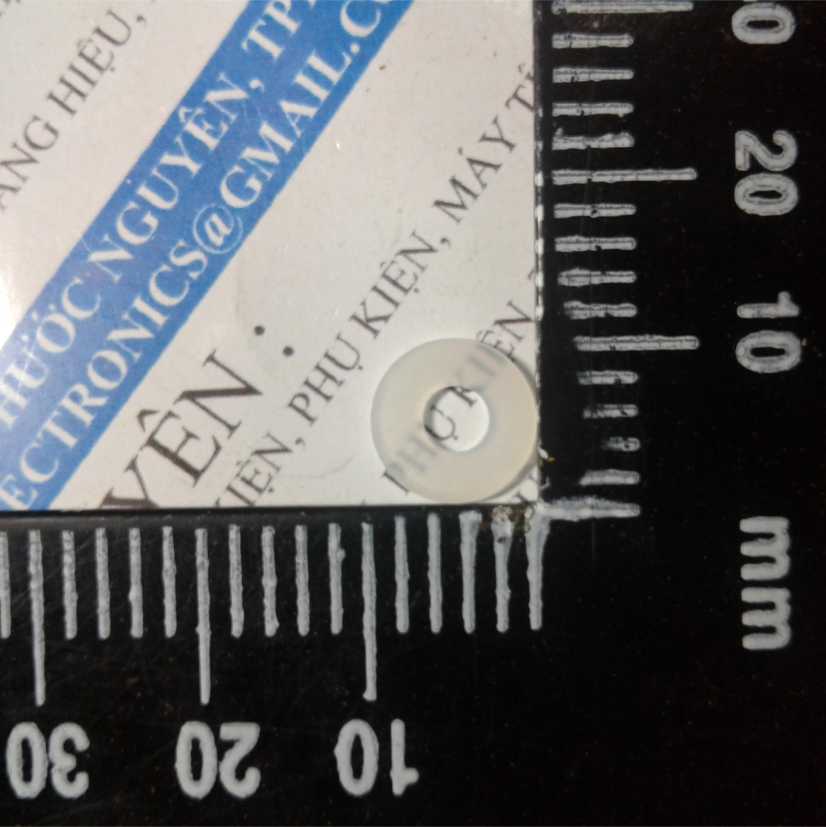 ANG HIỆU,
HƯỚC NGUYÊN, TP
ECTRONICS@GMAIL.C
YÊN :
IỆN, PHỤ KIỆN, MÁY T
PHỤ KIỆN
20
10
mm
30 20 10